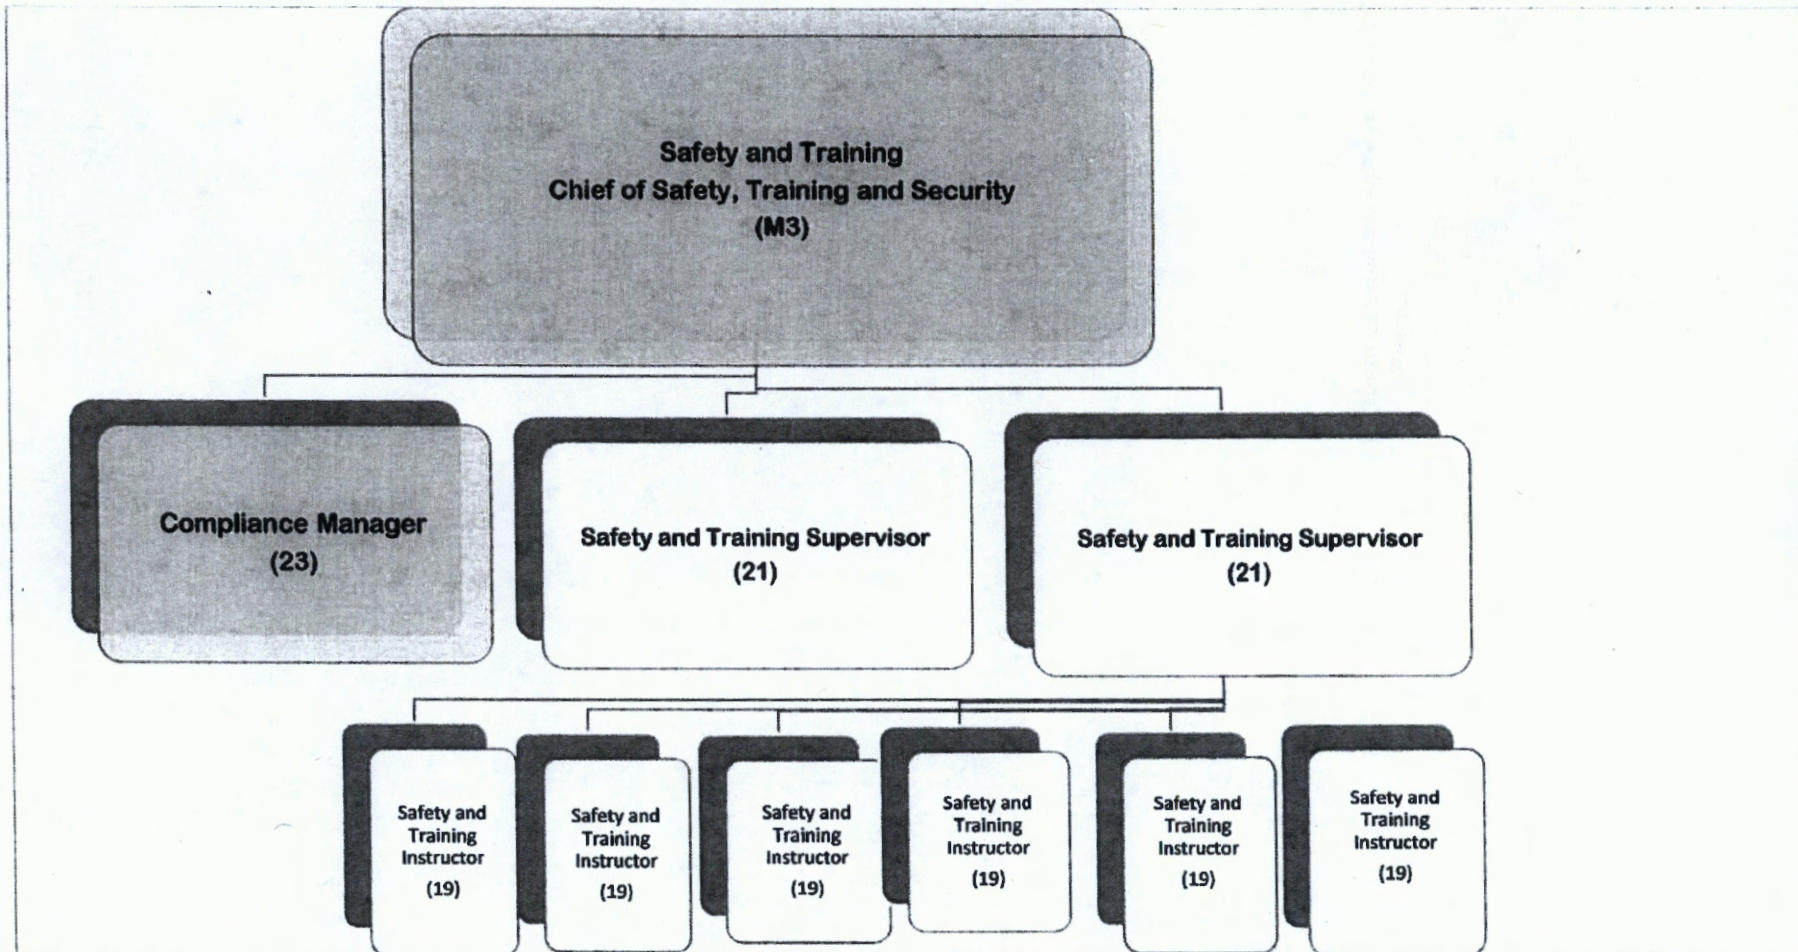 Safety and Training
Chief of Safety, Training and Security
(M3)
Compliance Manager
(23)
Safety and Training Supervisor
(21)
Safety and Training Supervisor
(21)
Safety and
Training
Instructor
(19)
Safety and
Training
Instructor
(19)
Safety and
Training
Instructor
(19)
Safety and
Training
Instructor
(19)
Safety and
Training
Instructor
(19)
Safety and
Training
Instructor
(19)